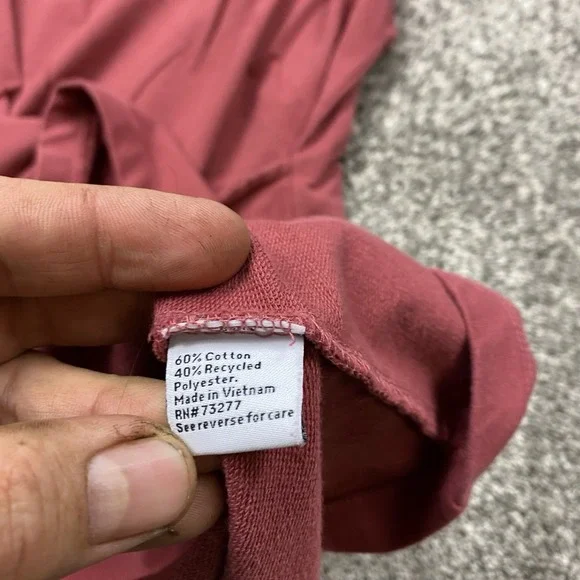 60% Cotton
40% Recycled
Polyester.
Made in Vietnam
RN#73277
See reverse for care